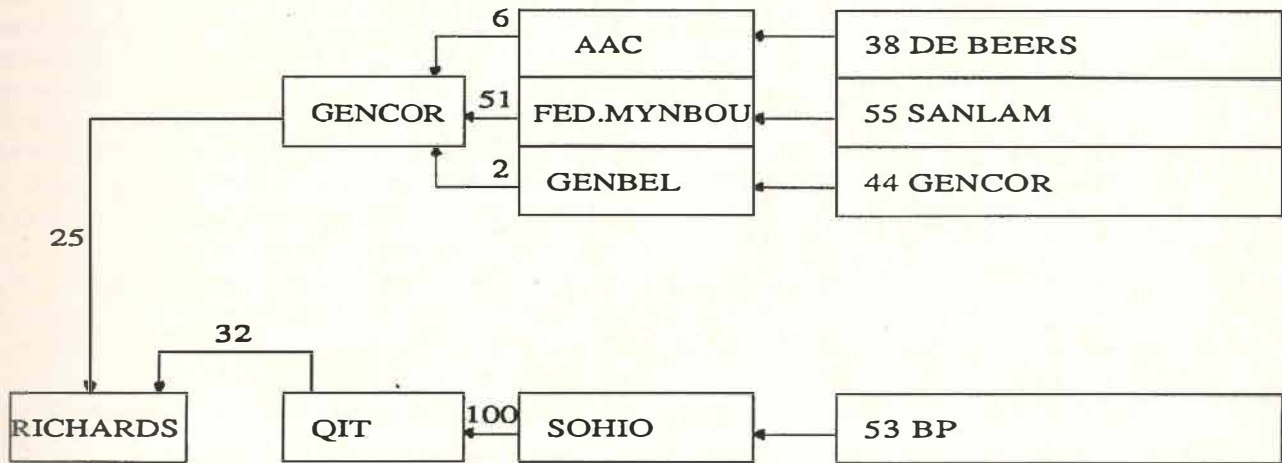 6
AAC
38 DE BEERS
GENCOR
51
FED.MYNBOU
55 SANLAM
2
GENBEL
44 GENCOR
25
32
RICHARDS
QIT
100
SOHIO
53 BP